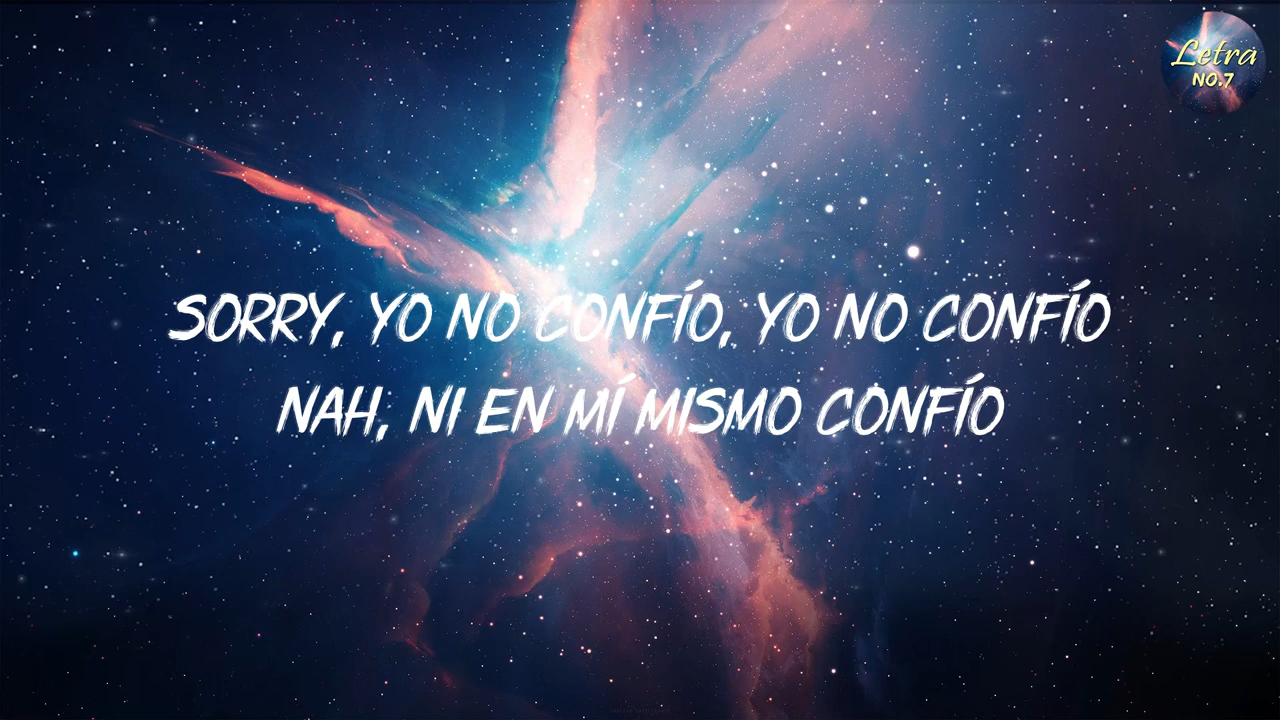 Letra
NO.7
SORRY, YO NO CONFÍO, YO NO CONFÍO
NAH, NI EN MÍ MISMO CONFÍO